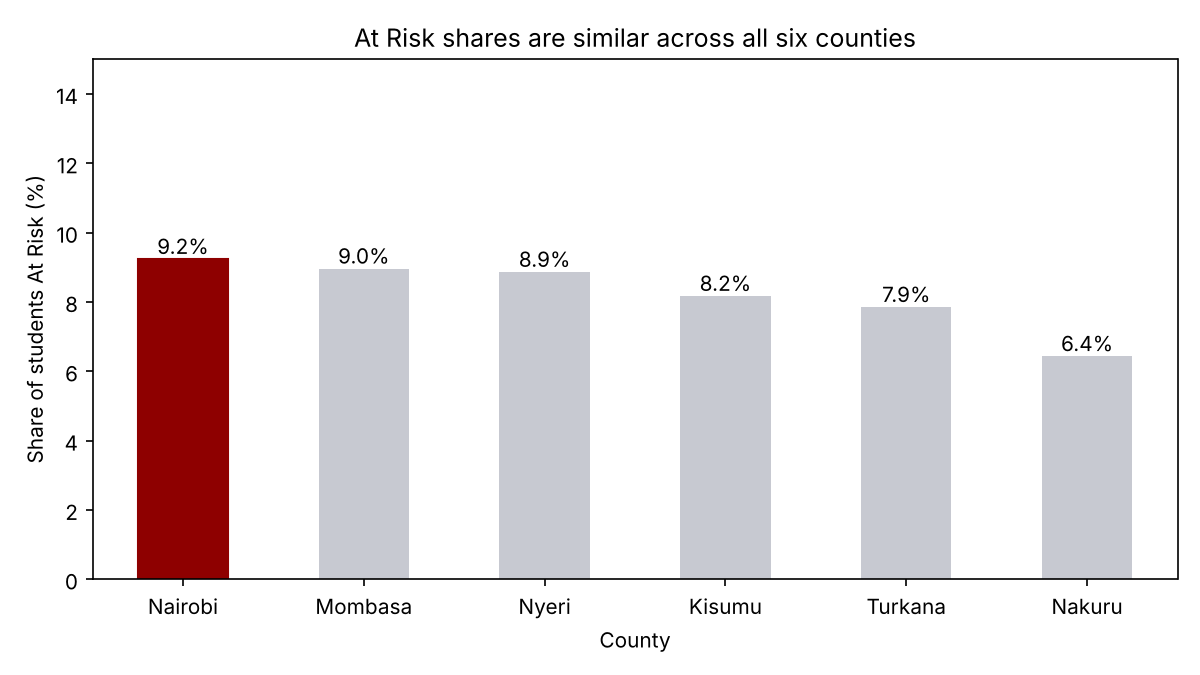 At Risk shares are similar across all six counties
Share of students At Risk (%)
14
12
10
8
6
4
2
0
9.2%
9.0%
8.9%
8.2%
7.9%
6.4%
Nairobi
Mombasa
Nyeri
Kisumu
Turkana
Nakuru
County